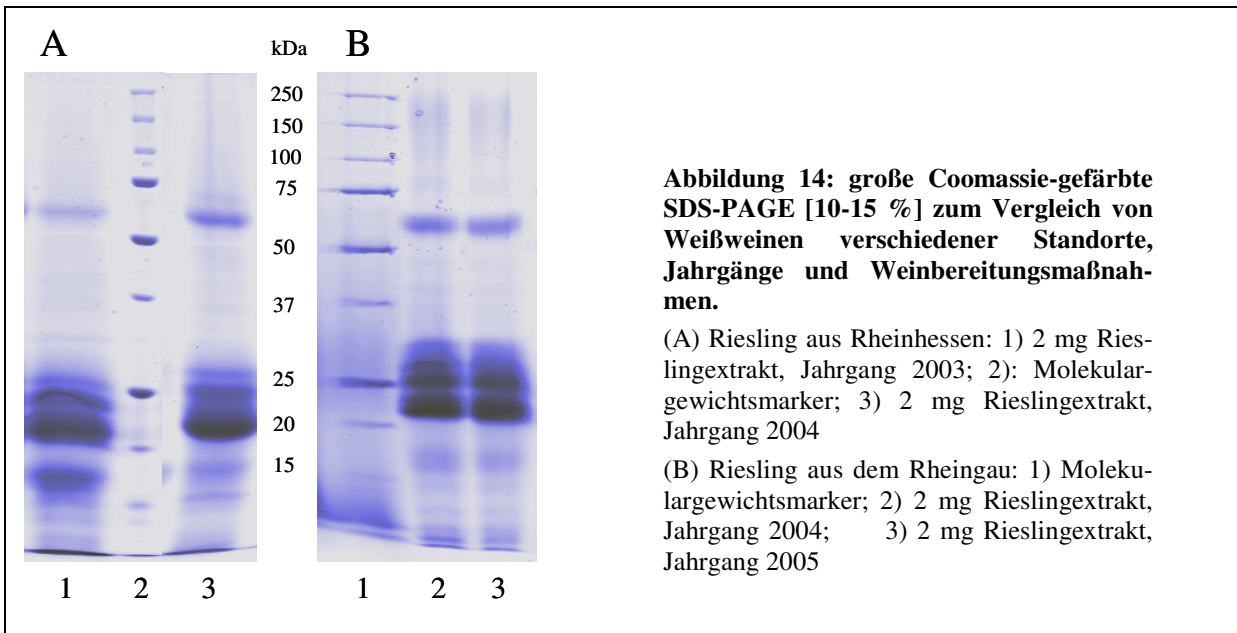 A
kDa
B
250
150
100
75
50
37
25
20
15
1 2 3
1 2 3
Abbildung 14: große Coomassie-gefärbte
SDS-PAGE [10-15 %] zum Vergleich von
Weißweinen verschiedener Standorte,
Jahrgänge und Weinbereitungsmaßnah-
men.
(A) Riesling aus Rheinhessen: 1) 2 mg Ries-
lingextrakt, Jahrgang 2003; 2): Molekular-
gewichtsmarker; 3) 2 mg Rieslingextrakt,
Jahrgang 2004
(B) Riesling aus dem Rheingau: 1) Moleku-
largewichtsmarker; 2) 2 mg Rieslingextrakt,
Jahrgang 2004; 3) 2 mg Rieslingextrakt,
Jahrgang 2005